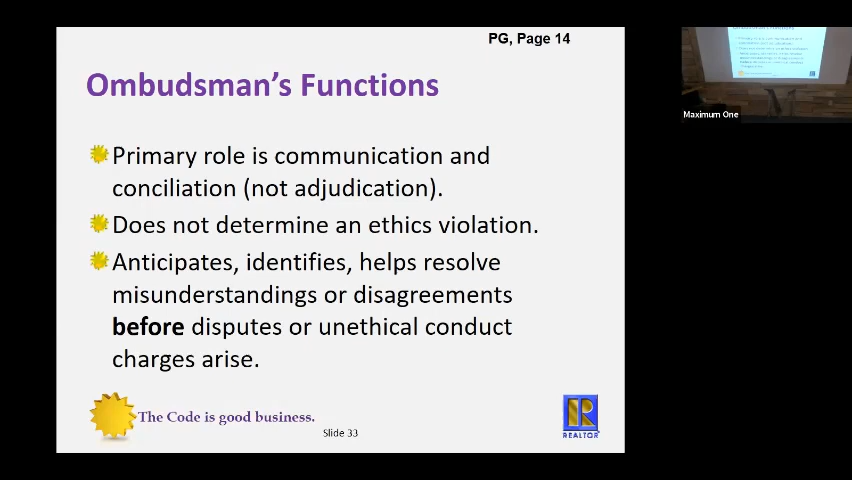 PG, Page 14
Ombudsman's Functions
Primary role is communication and
conciliation (not adjudication).
Does not determine an ethics violation.
Anticipates, identifies, helps resolve
misunderstandings or disagreements
before disputes or unethical conduct
charges arise.
The Code is good business.
Slide 33
REALTOR
Maximum One